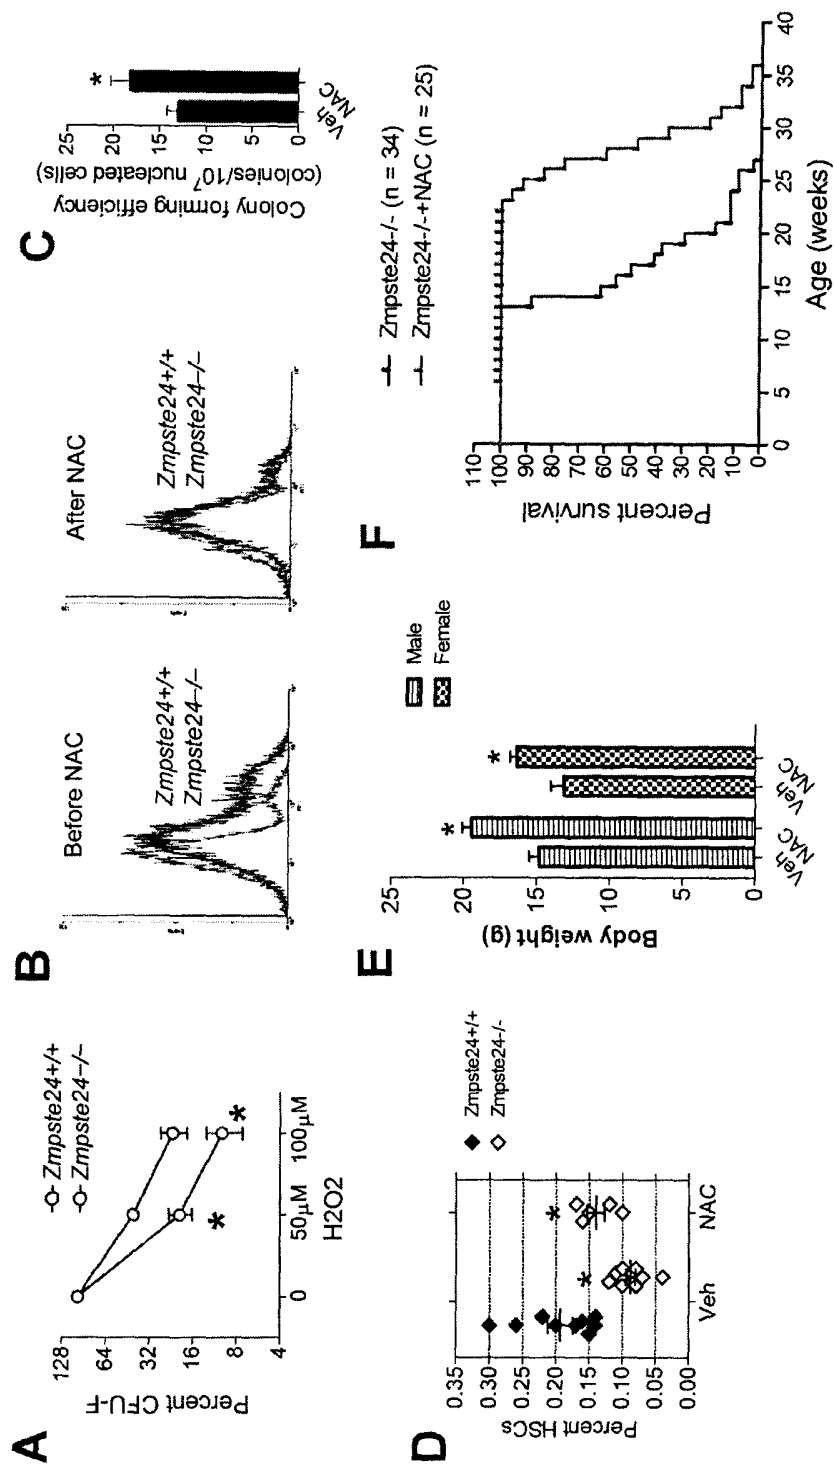 A
Percent CFU-F
128
64
32
16
8
4
0
50μM
100μM
H2O2
Zmpste24+/+
Zmpste24-/-
*
*
B
Before NAC
Zmpste24+/+
Zmpste24-/-
After NAC
Zmpste24+/+
Zmpste24-/-
C
Colony forming efficiency
(colonies/10⁷ nucleated cells)
25
20
15
10
5
0
*
Veh
NAC
D
Percent HSCs
0.35
0.30
0.25
0.20
0.15
0.10
0.05
0.00
*
*
Veh
NAC
Zmpste24+/+
Zmpste24-/-
E
Body weight (g)
25
20
15
10
5
0
*
*
Veh
NAC
Veh
NAC
Male
Female
F
Zmpste24-/- (n = 34)
Zmpste24-/-+NAC (n = 25)
Percent survival
110
100
90
80
70
60
50
40
30
20
10
0
0
5
10
15
20
25
30
35
40
Age (weeks)